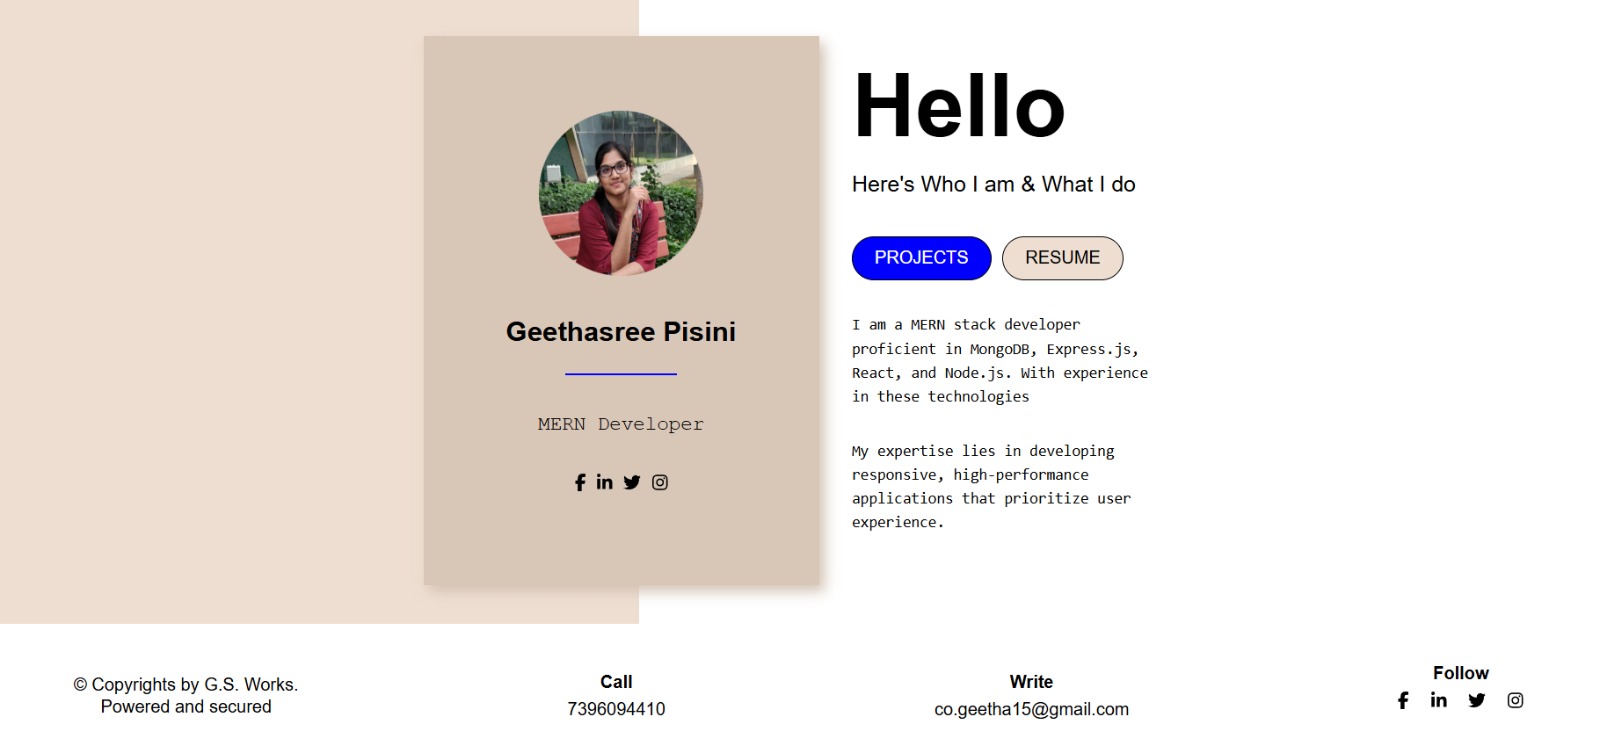 Geethasree Pisini
MERN Developer
Hello
Here's Who I am & What I do
PROJECTS
RESUME
I am a MERN stack developer
proficient in MongoDB, Express.js,
React, and Node.js. With experience
in these technologies
My expertise lies in developing
responsive, high-performance
applications that prioritize user
experience.
© Copyrights by G.S. Works.
Powered and secured
Call
7396094410
Write
co.geetha15@gmail.com
Follow